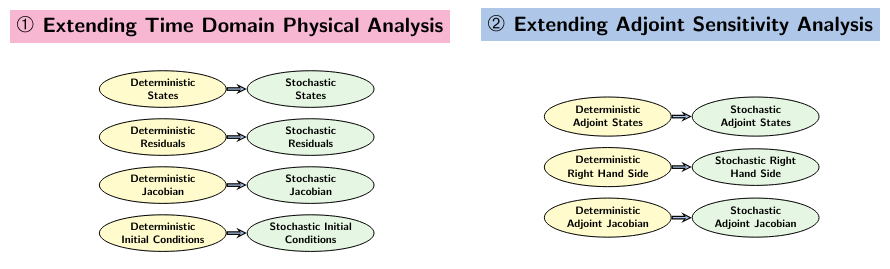 ① Extending Time Domain Physical Analysis
Deterministic
States
Stochastic
States
Deterministic
Residuals
Stochastic
Residuals
Deterministic
Jacobian
Stochastic
Jacobian
Deterministic
Initial Conditions
Stochastic Initial
Conditions
② Extending Adjoint Sensitivity Analysis
Deterministic
Adjoint States
Stochastic
Adjoint States
Deterministic
Right Hand Side
Stochastic Right
Hand Side
Deterministic
Adjoint Jacobian
Stochastic
Adjoint Jacobian